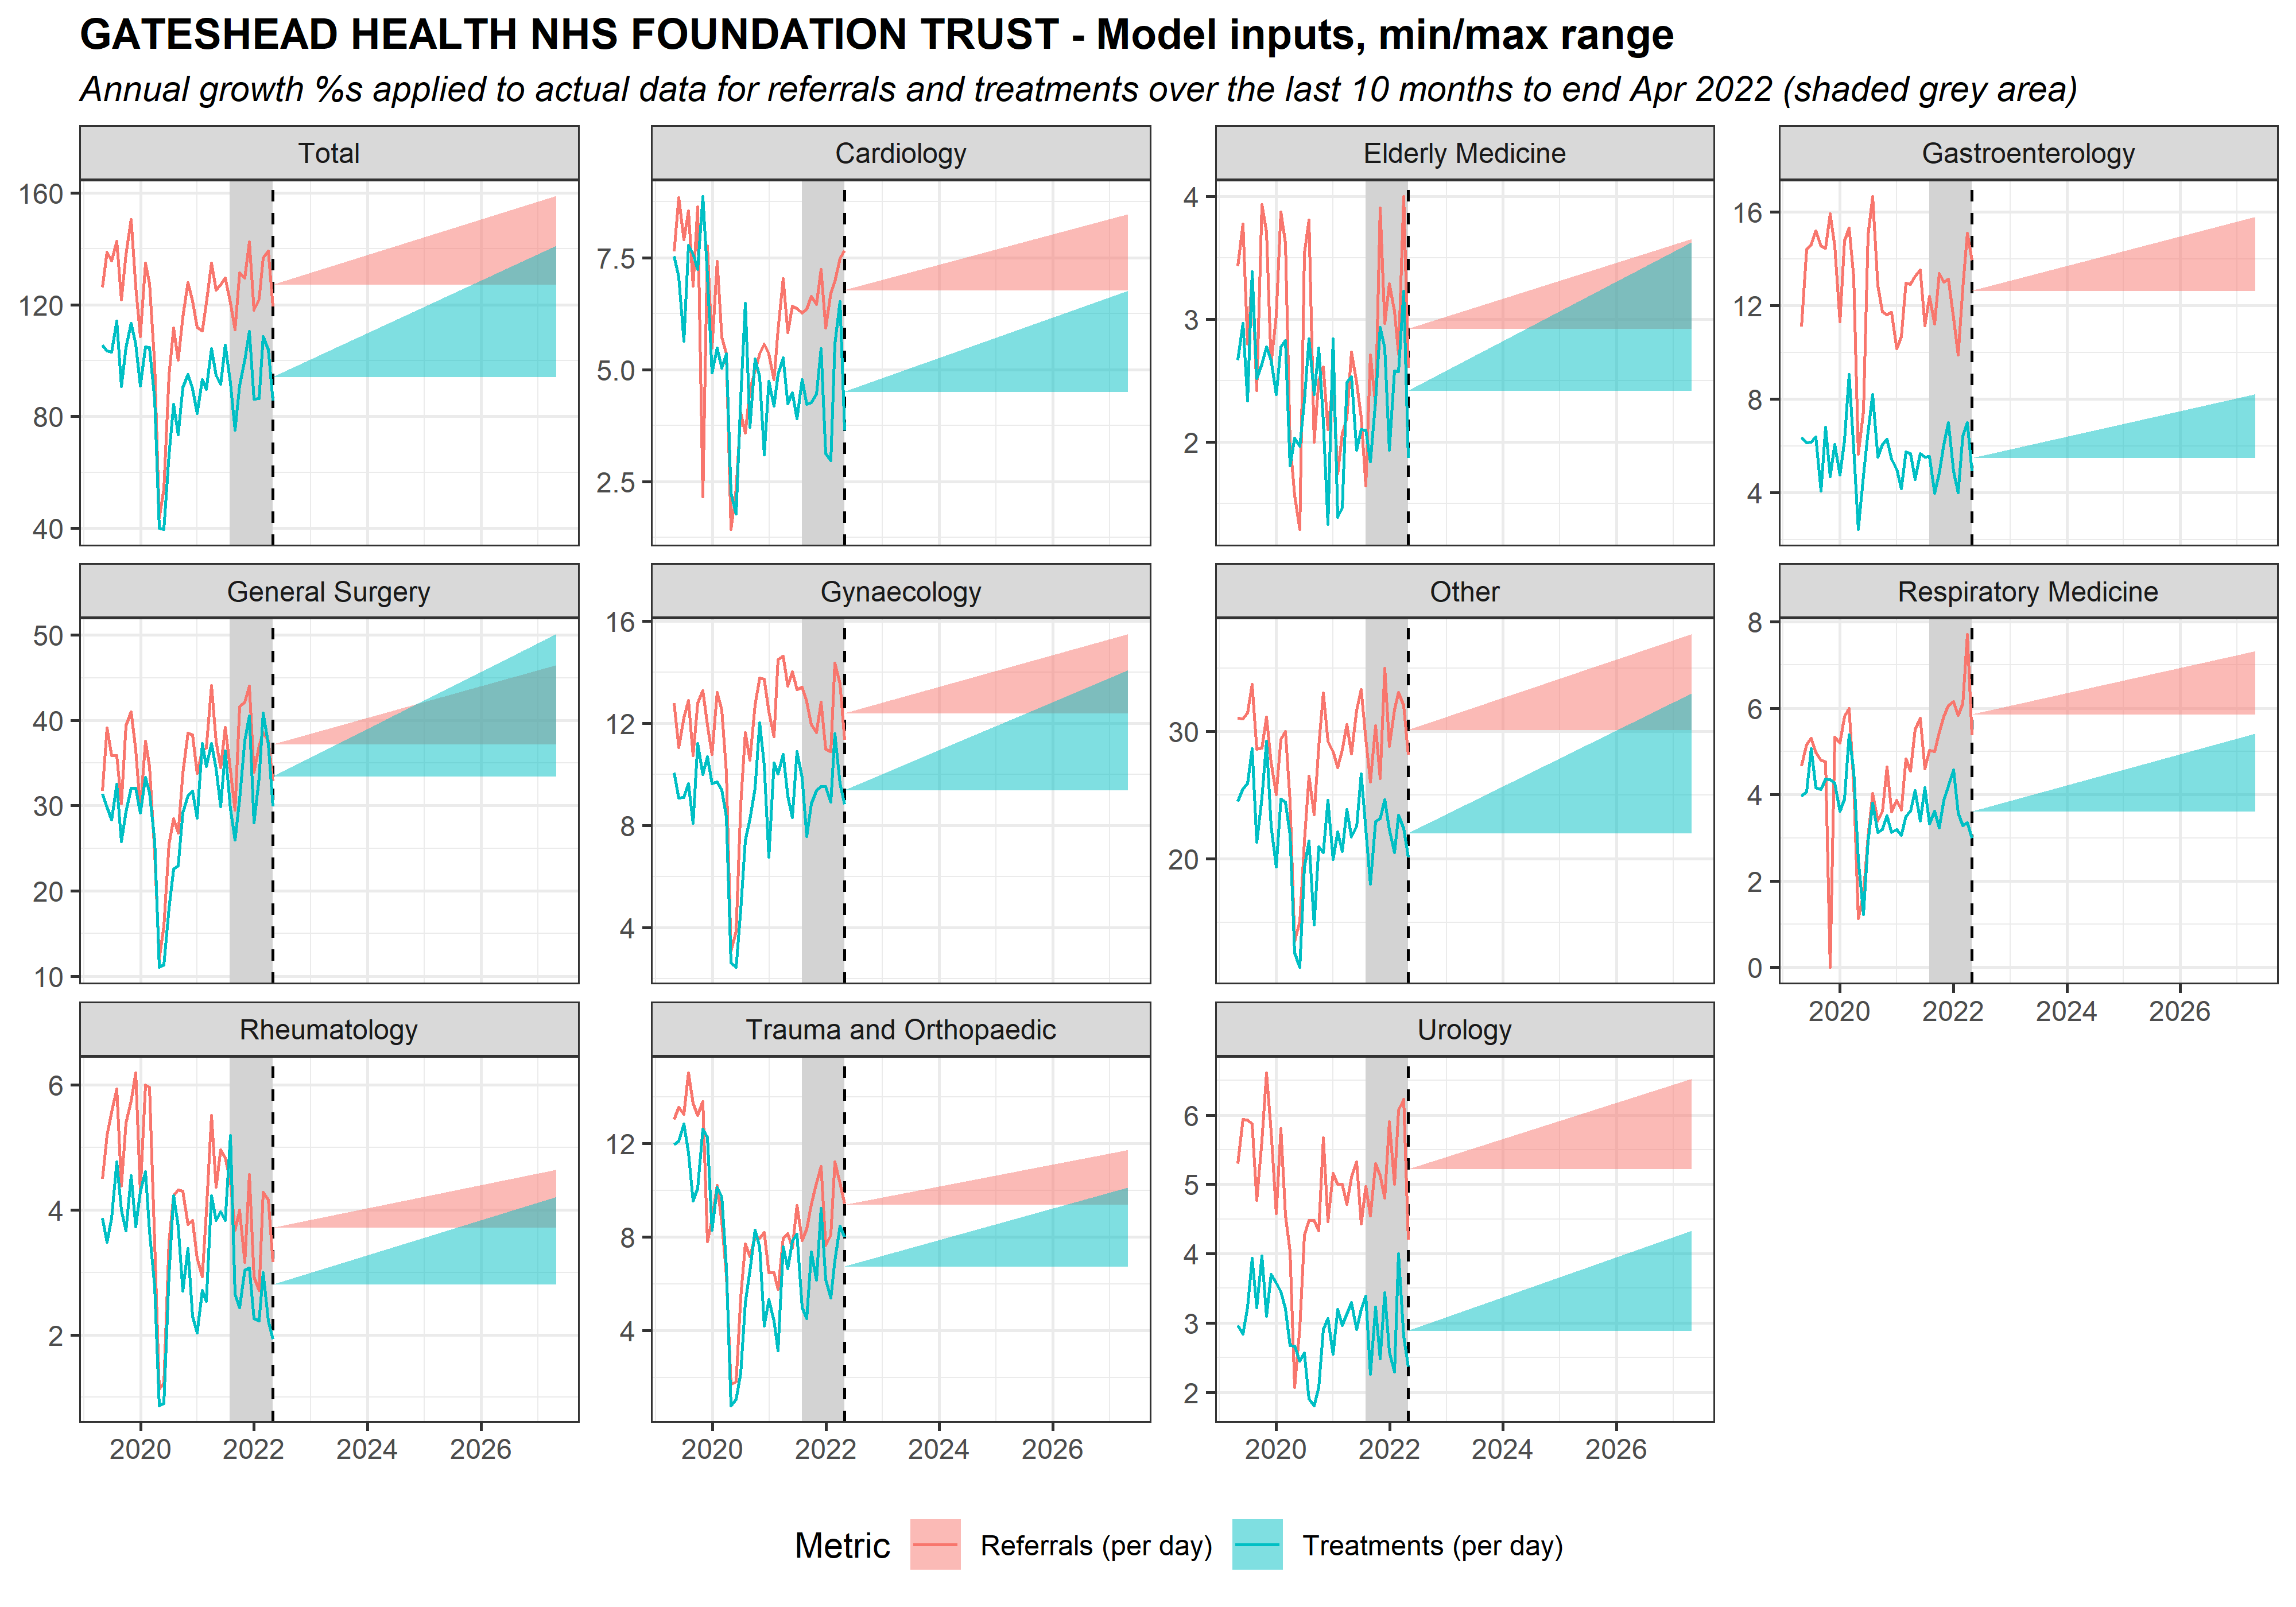 GATESHEAD HEALTH NHS FOUNDATION TRUST - Model inputs, min/max range
Annual growth %s applied to actual data for referrals and treatments over the last 10 months to end Apr 2022 (shaded grey area)
Total
160
120
80
40
Cardiology
7.5
5.0
2.5
Elderly Medicine
4
3
2
Gastroenterology
16
12
8
4
General Surgery
50
40
30
20
10
Gynaecology
16
12
8
4
Other
30
20
Respiratory Medicine
8
6
4
2
0
2020 2022 2024 2026
Rheumatology
6
4
2
2020 2022 2024 2026
Trauma and Orthopaedic
12
8
4
2020 2022 2024 2026
Urology
6
5
4
3
2
2020 2022 2024 2026
Metric Referrals (per day) Treatments (per day)